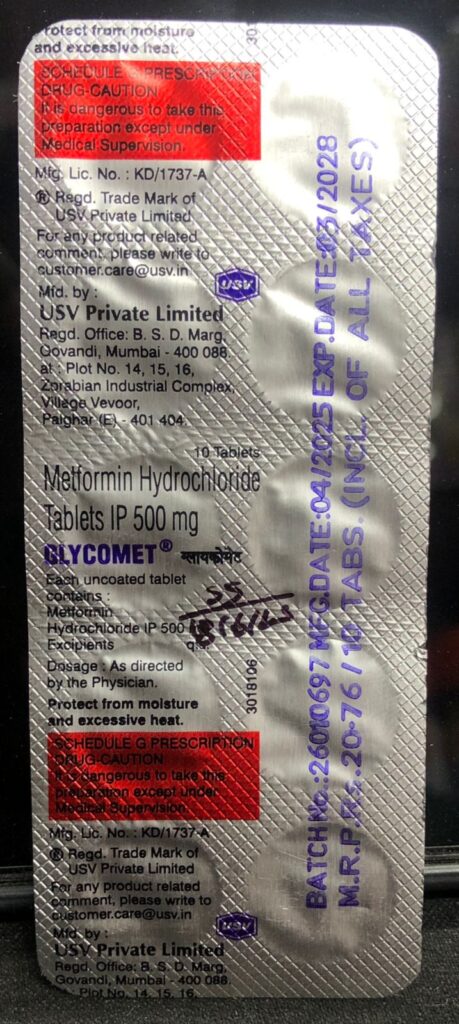 Protect from moisture
and excessive heat.
SCHEDULE G PRESCRIPTION
DRUG-CAUTION
It is dangerous to take this
preparation except under
Medical Supervision.
Mfg. Lic. No. : KD/1737-A
® Regd. Trade Mark of
USV Private Limited
For any product related
comment, please write to
customer.care@usv.in
USV
Mfd. by :
USV Private Limited
Regd. Office: B. S. D. Marg,
Govandi, Mumbai - 400 088.
at : Plot No. 14, 15, 16,
Zorabian Industrial Complex,
Village Vevoor,
Palghar (E) - 401 404.
10 Tablets
Metformin Hydrochloride
Tablets IP 500 mg
GLYCOMET® ग्लायकोमेट
Each uncoated tablet
contains :
Metformin
Hydrochloride IP 500
Excipients q.s.
Dosage : As directed
by the Physician.
Protect from moisture
and excessive heat.
3018106
SCHEDULE G PRESCRIPTION
DRUG-CAUTION
It is dangerous to take this
preparation except under
Medical Supervision.
Mfg. Lic. No. : KD/1737-A
® Regd. Trade Mark of
USV Private Limited
For any product related
comment, please write to
customer.care@usv.in
USV
Mfd. by :
USV Private Limited
Regd. Office: B. S. D. Marg,
Govandi, Mumbai - 400 088.
at : Plot No. 14, 15, 16,
301
BATCH No.:26010697 MFG.DATE:04/2025 EXP.DATE:03/2028
M.R.P.Rs.20-76/10 TABS. (INCL. OF ALL TAXES)